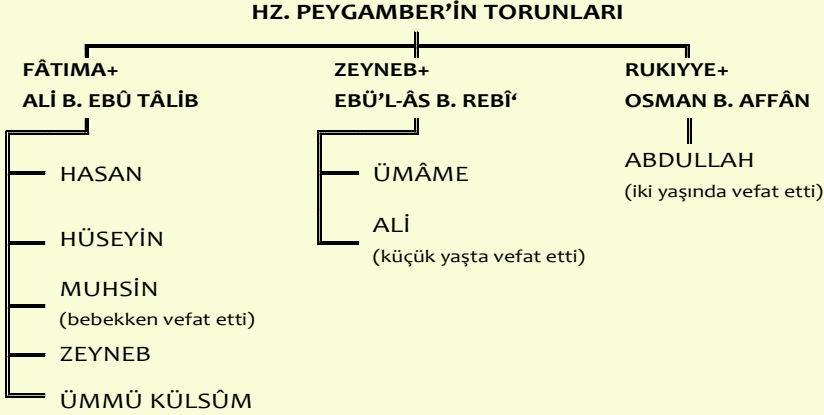 HZ. PEYGAMBER’İN TORUNLARI
FÂTIMA+
ALİ B. EBÛ TÂLİB
HASAN
HÜSEYİN
MUHSİN
(bebekken vefat etti)
ZEYNEB
ÜMMÜ KÜLSÛM
ZEYNEB+
EBÜ’L-ÂS B. REBÎ‘
ÜMÂME
ALİ
(küçük yaşta vefat etti)
RUKIYYE+
OSMAN B. AFFÂN
ABDULLAH
(iki yaşında vefat etti)